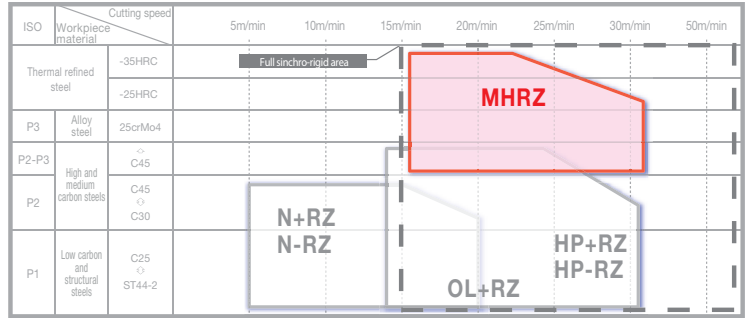 ISO
Workpiece
material
Cutting speed
5m/min 10m/min 15m/min 20m/min 25m/min 30m/min 50m/min
Thermal refined
steel
-35HRC
Full sinchro-rigid area
-25HRC
MHRZ
P3
Alloy
steel
25crMo4
P2-P3
High and
medium
carbon steels
C45
P2
C45
C30
N+RZ
N-RZ
P1
Low carbon
and
structural
steels
C25
ST44-2
HP+RZ
HP-RZ
OL+RZ